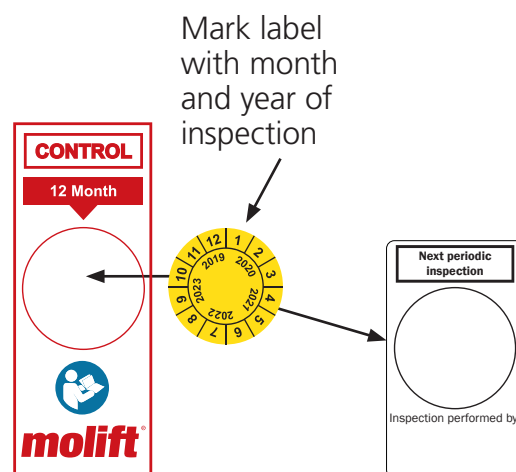 Mark label
with month
and year of
inspection
CONTROL
12 Month
molift®
1 2 3 4 5 6 7 8 9 10 11 12
2019 2020 2021 2022 2023
Next periodic
inspection
Inspection performed by